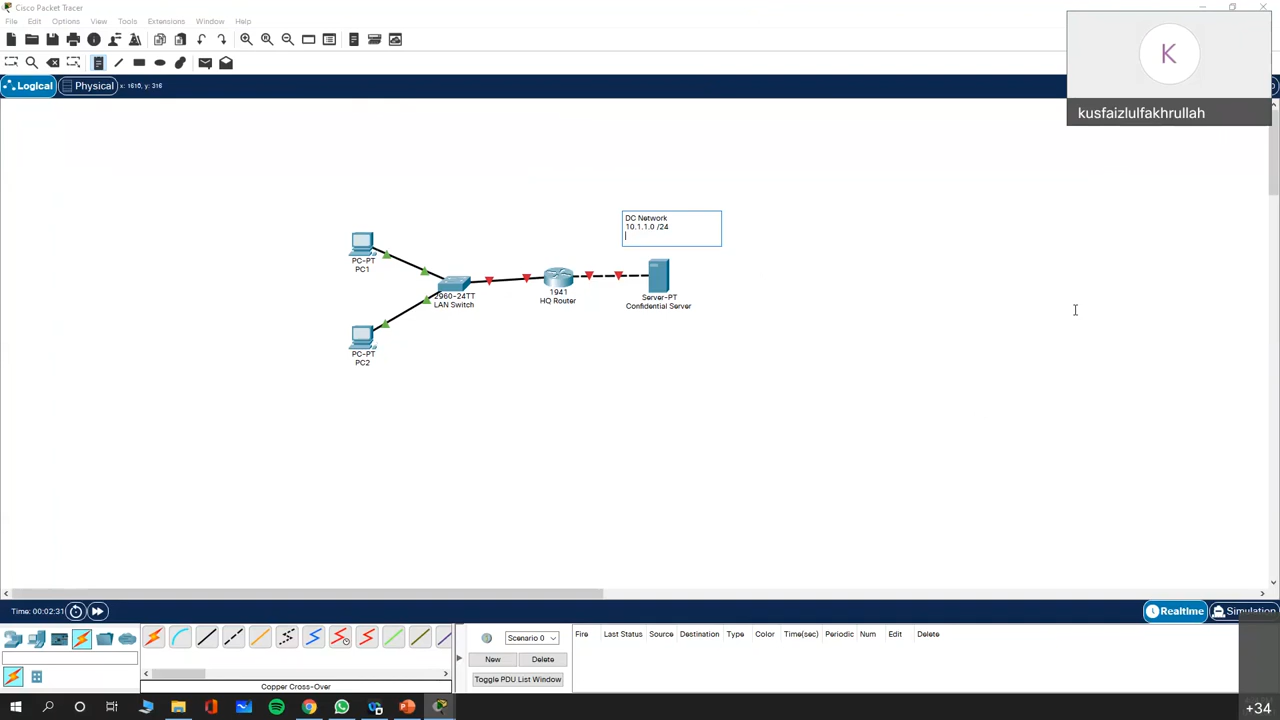 Cisco Packet Tracer
File Edit Options View Tools Extensions Window Help
Logical Physical x: 1610, y: 316
K
kusfaizlulfakhrullah
DC Network
10.1.1.0 /24
PC-PT
PC1
2960-24TT
LAN Switch
1941
HQ Router
Server-PT
Confidential Server
PC-PT
PC2
Time: 00:02:31
Realtime Simulation
Scenario 0
Fire Last Status Source Destination Type Color Time(sec) Periodic Num Edit Delete
New Delete
Toggle PDU List Window
Copper Cross-Over
+34